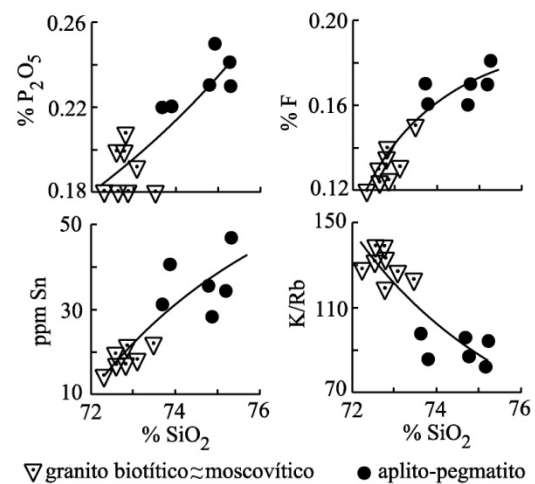 0.26
0.22
0.18
% P2O5
0.20
0.16
0.12
% F
50
30
10
ppm Sn
72 74 76
% SiO2
150
110
70
K/Rb
72 74 76
% SiO2
granito biotítico≈moscovítico aplito-pegmatito